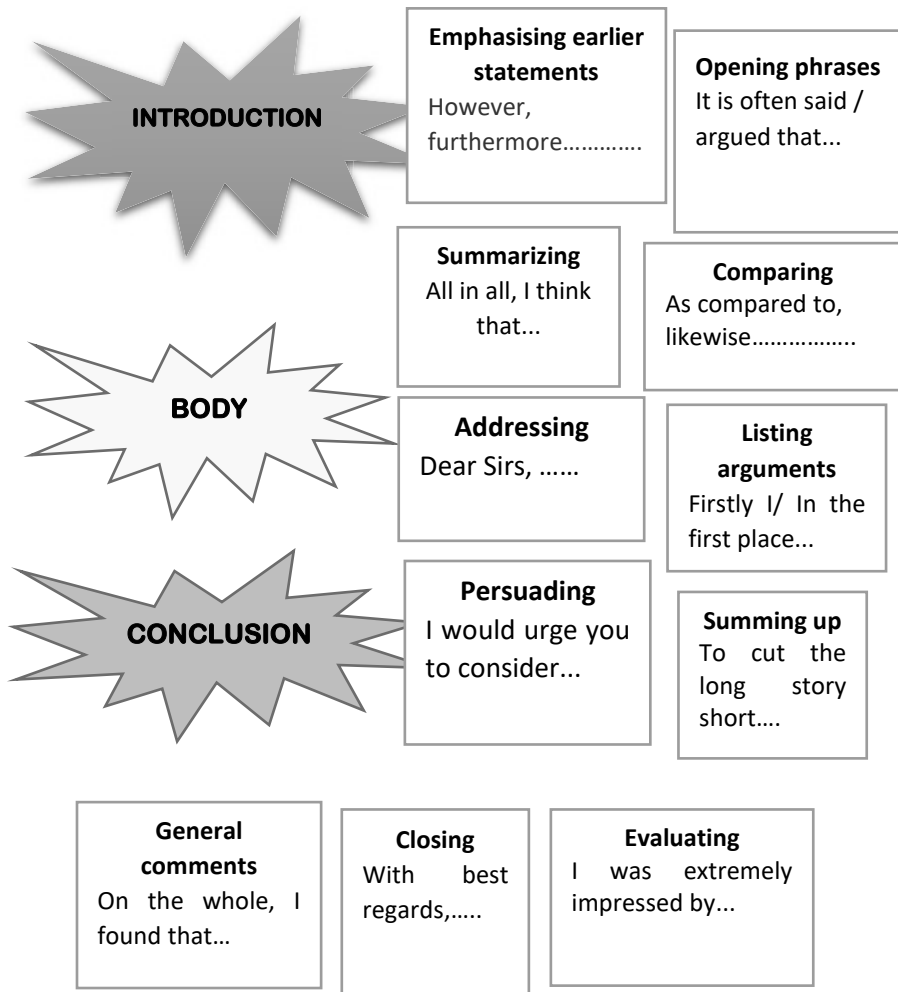 INTRODUCTION
Emphasising earlier
statements
However,
furthermore………….
Opening phrases
It is often said /
argued that...
Summarizing
All in all, I think
that...
Comparing
As compared to,
likewise……………..
BODY
Addressing
Dear Sirs, ……
Listing
arguments
Firstly I/ In the
first place...
CONCLUSION
Persuading
I would urge you
to consider...
Summing up
To cut the
long story
short….
General
comments
On the whole, I
found that…
Closing
With best
regards,…..
Evaluating
I was extremely
impressed by...